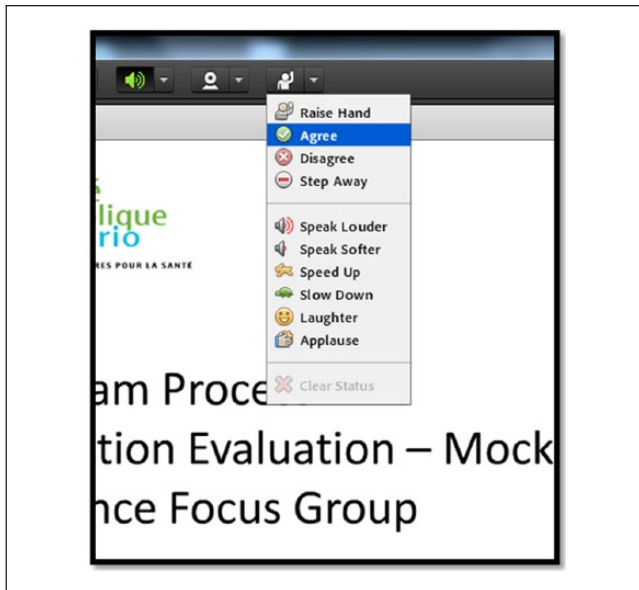 Raise Hand
Agree
Disagree
Step Away
lique
rio
RES POUR LA SANTÉ
Speak Louder
Speak Softer
Speed Up
Slow Down
Laughter
Applause
Clear Status
am Proce
tion Evaluation – Mock
nce Focus Group